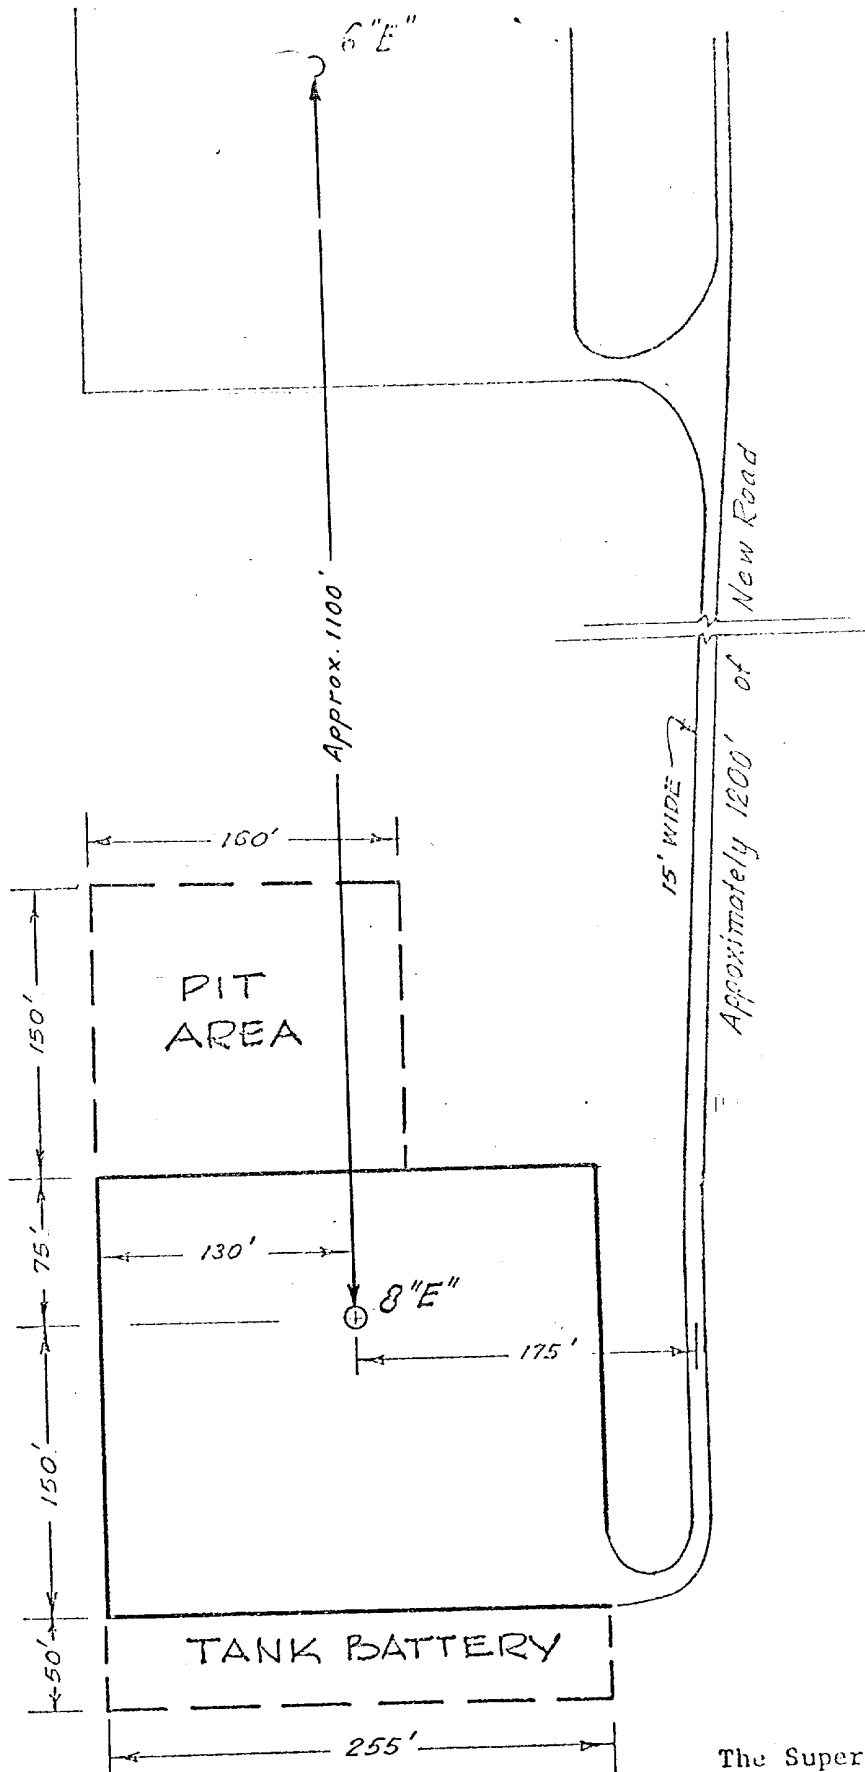 6"E"
New Road
of
Approximately 1200'
15' WIDE
Approx. 1100'
160'
PIT
AREA
150'
75'
130'
8"E"
175'
150'
TANK BATTERY
50'
255'
The Super